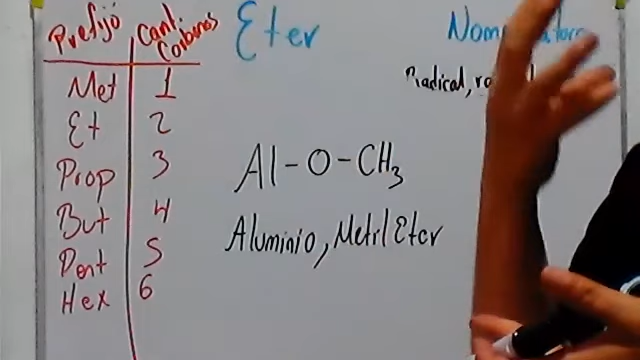 Prefijo Cant. Carbonos
Eter
Met 1
Et 2
Prop 3
But 4
Pent 5
Hex 6
Al-O-CH3
Aluminio, Metil Eter
Radical,